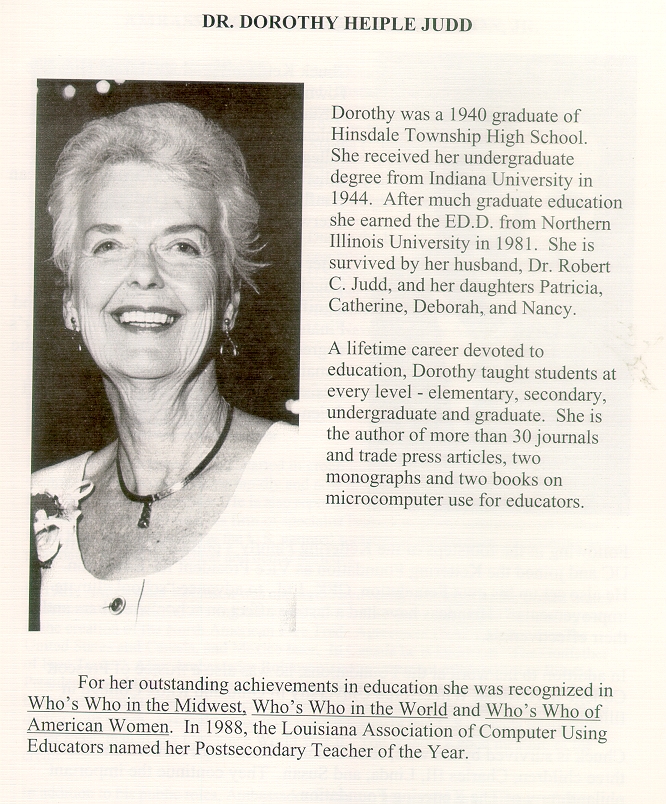 DR. DOROTHY HEIPLE JUDD
Dorothy was a 1940 graduate of
Hinsdale Township High School.
She received her undergraduate
degree from Indiana University in
1944.  After much graduate education
she earned the ED.D. from Northern
Illinois University in 1981.  She is
survived by her husband, Dr. Robert
C. Judd, and her daughters Patricia,
Catherine, Deborah, and Nancy.
A lifetime career devoted to
education, Dorothy taught students at
every level - elementary, secondary,
undergraduate and graduate.  She is
the author of more than 30 journals
and trade press articles, two
monographs and two books on
microcomputer use for educators.
For her outstanding achievements in education she was recognized in
Who's Who in the Midwest, Who's Who in the World and Who's Who of
American Women.  In 1988, the Louisiana Association of Computer Using
Educators named her Postsecondary Teacher of the Year.